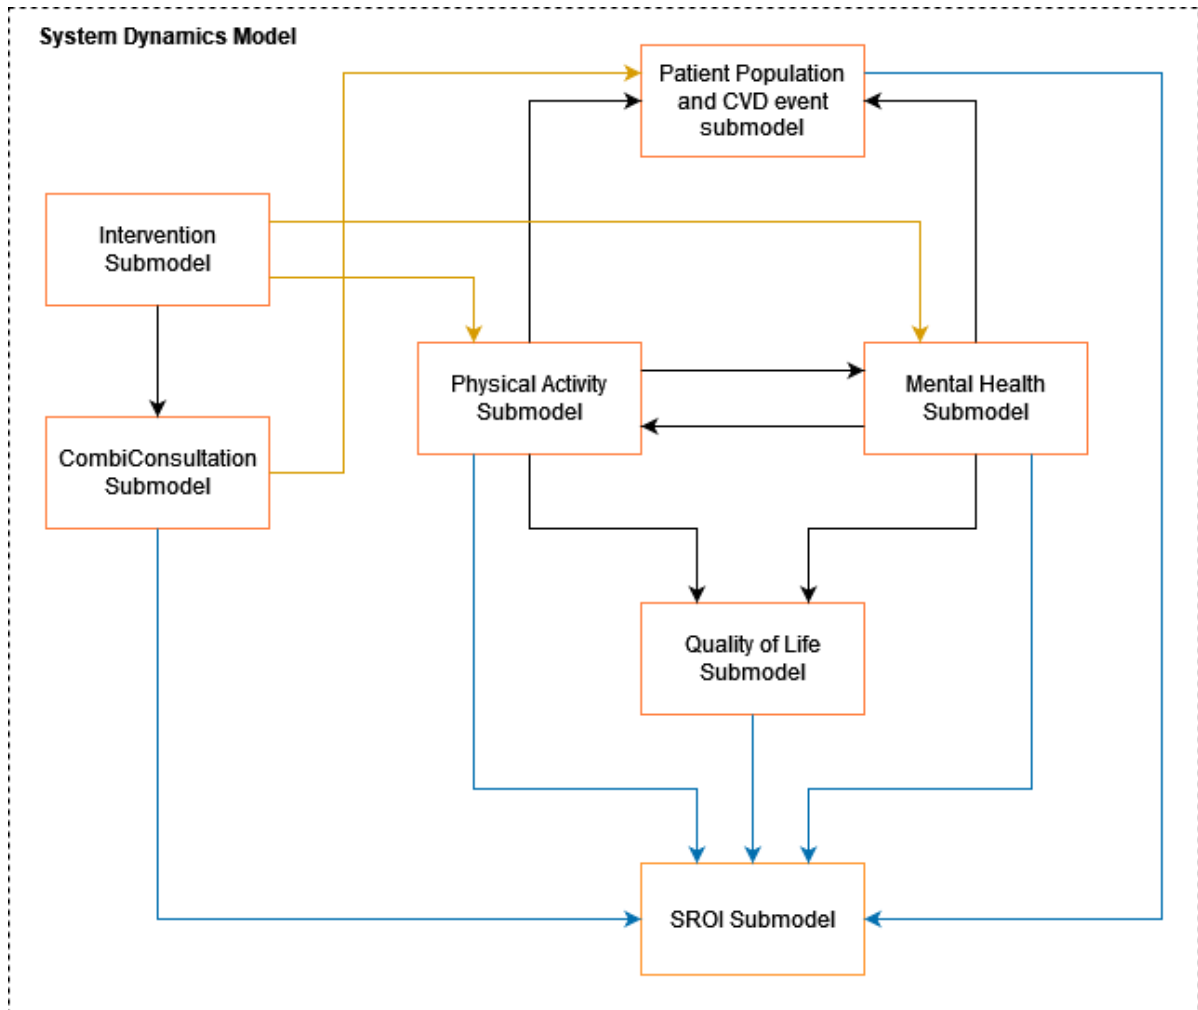 System Dynamics Model
Patient Population
and CVD event
submodel
Intervention
Submodel
Physical Activity
Submodel
Mental Health
Submodel
CombiConsultation
Submodel
Quality of Life
Submodel
SROI Submodel